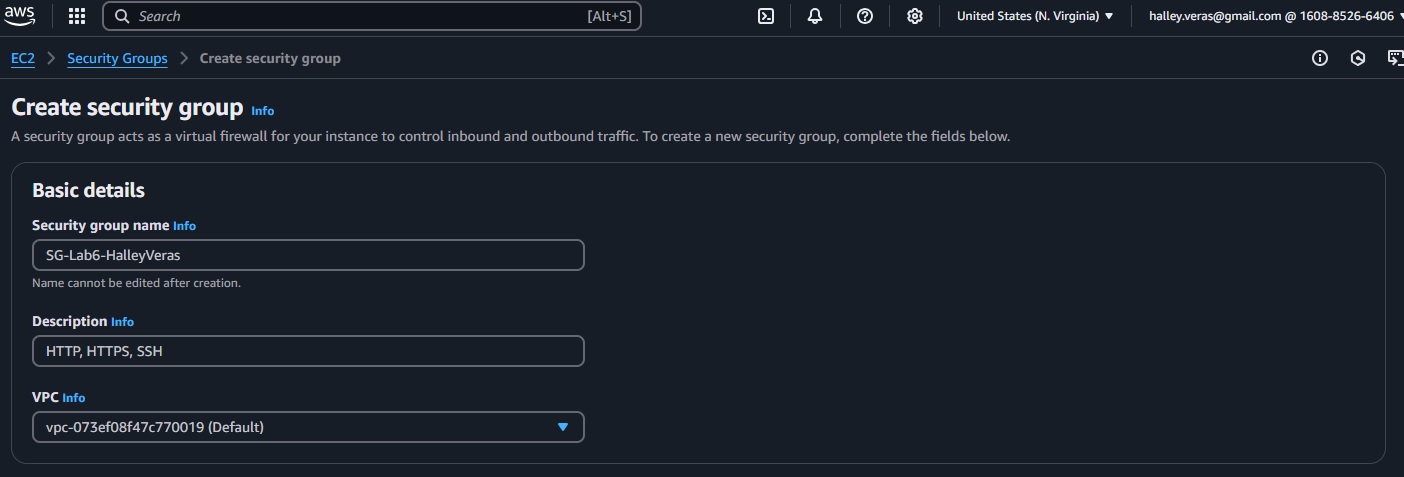 aws
Search [Alt+S] United States (N. Virginia) halley.veras@gmail.com @ 1608-8526-6406
EC2 Security Groups Create security group
Create security group Info
A security group acts as a virtual firewall for your instance to control inbound and outbound traffic. To create a new security group, complete the fields below.
Basic details
Security group name Info
SG-Lab6-HalleyVeras
Name cannot be edited after creation.
Description Info
HTTP, HTTPS, SSH
VPC Info
vpc-073ef08f47c770019 (Default)